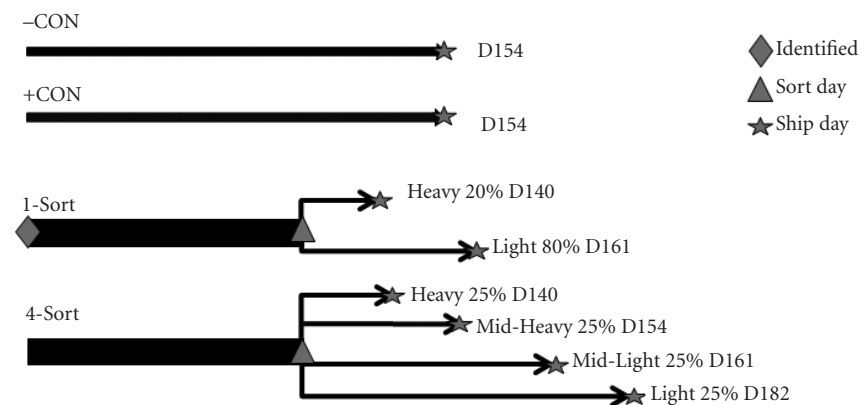 −CON
D154
+CON
D154
Identified
Sort day
Ship day
1-Sort
Heavy 20% D140
Light 80% D161
4-Sort
Heavy 25% D140
Mid-Heavy 25% D154
Mid-Light 25% D161
Light 25% D182